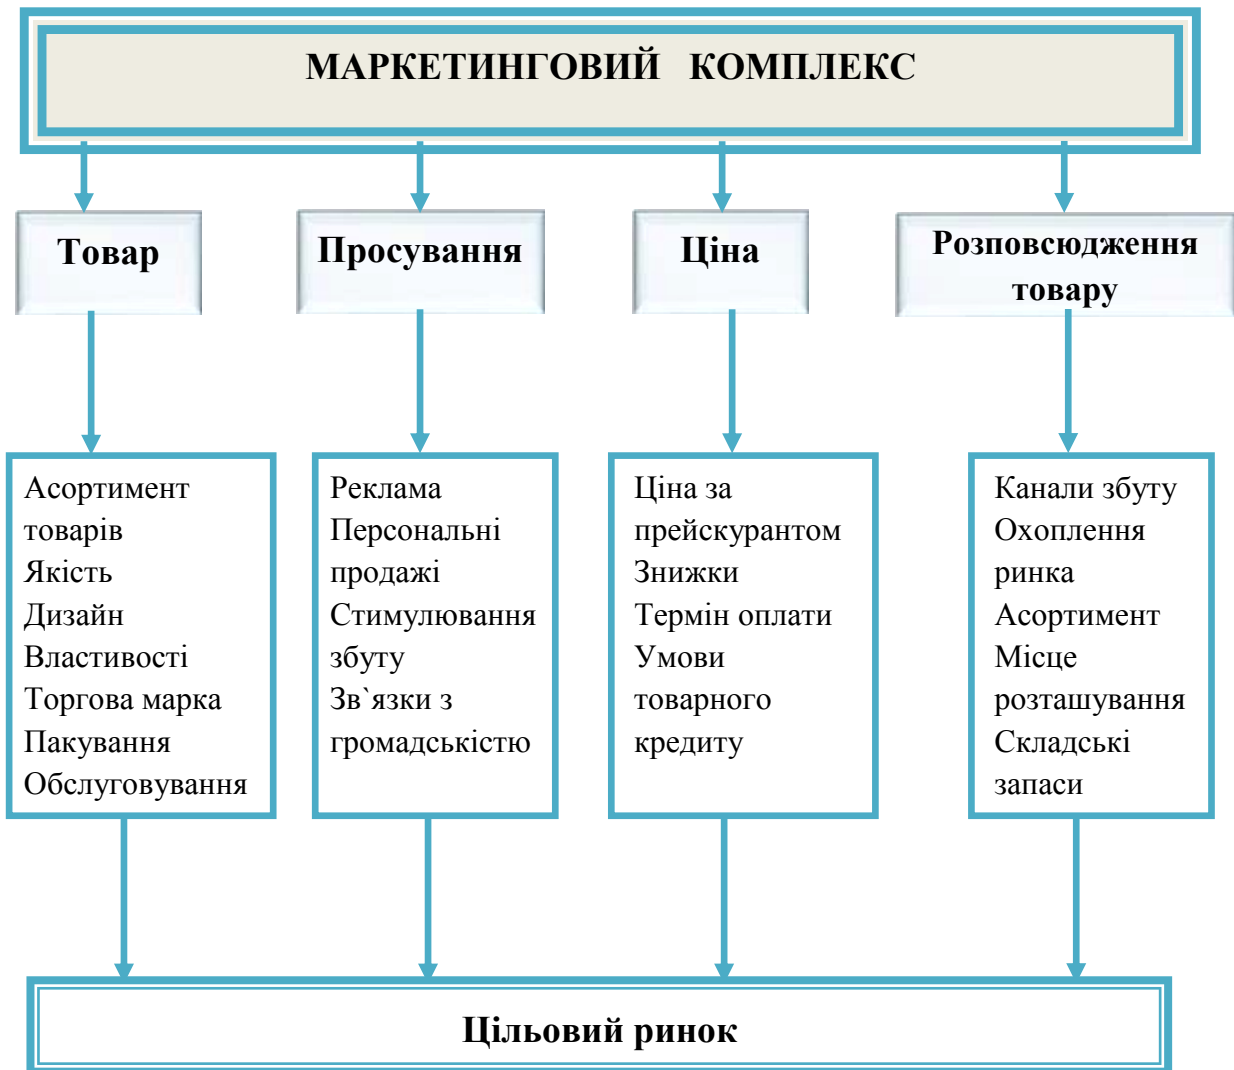 МАРКЕТИНГОВИЙ КОМПЛЕКС
Товар
Просування
Ціна
Розповсюдження
товару
Асортимент
товарів
Якість
Дизайн
Властивості
Торгова марка
Пакування
Обслуговування
Реклама
Персональні
продажі
Стимулювання
збуту
Зв`язки з
громадськістю
Ціна за
прейскурантом
Знижки
Термін оплати
Умови
товарного
кредиту
Канали збуту
Охоплення
ринка
Асортимент
Місце
розташування
Складські
запаси
Цільовий ринок